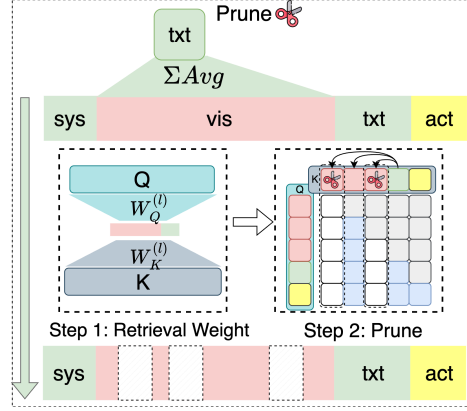 Prune
txt
ΣAvg
sys vis txt act
Q
W_Q^{(l)}
W_K^{(l)}
K
K
Q
Step 1: Retrieval Weight
Step 2: Prune
sys txt act